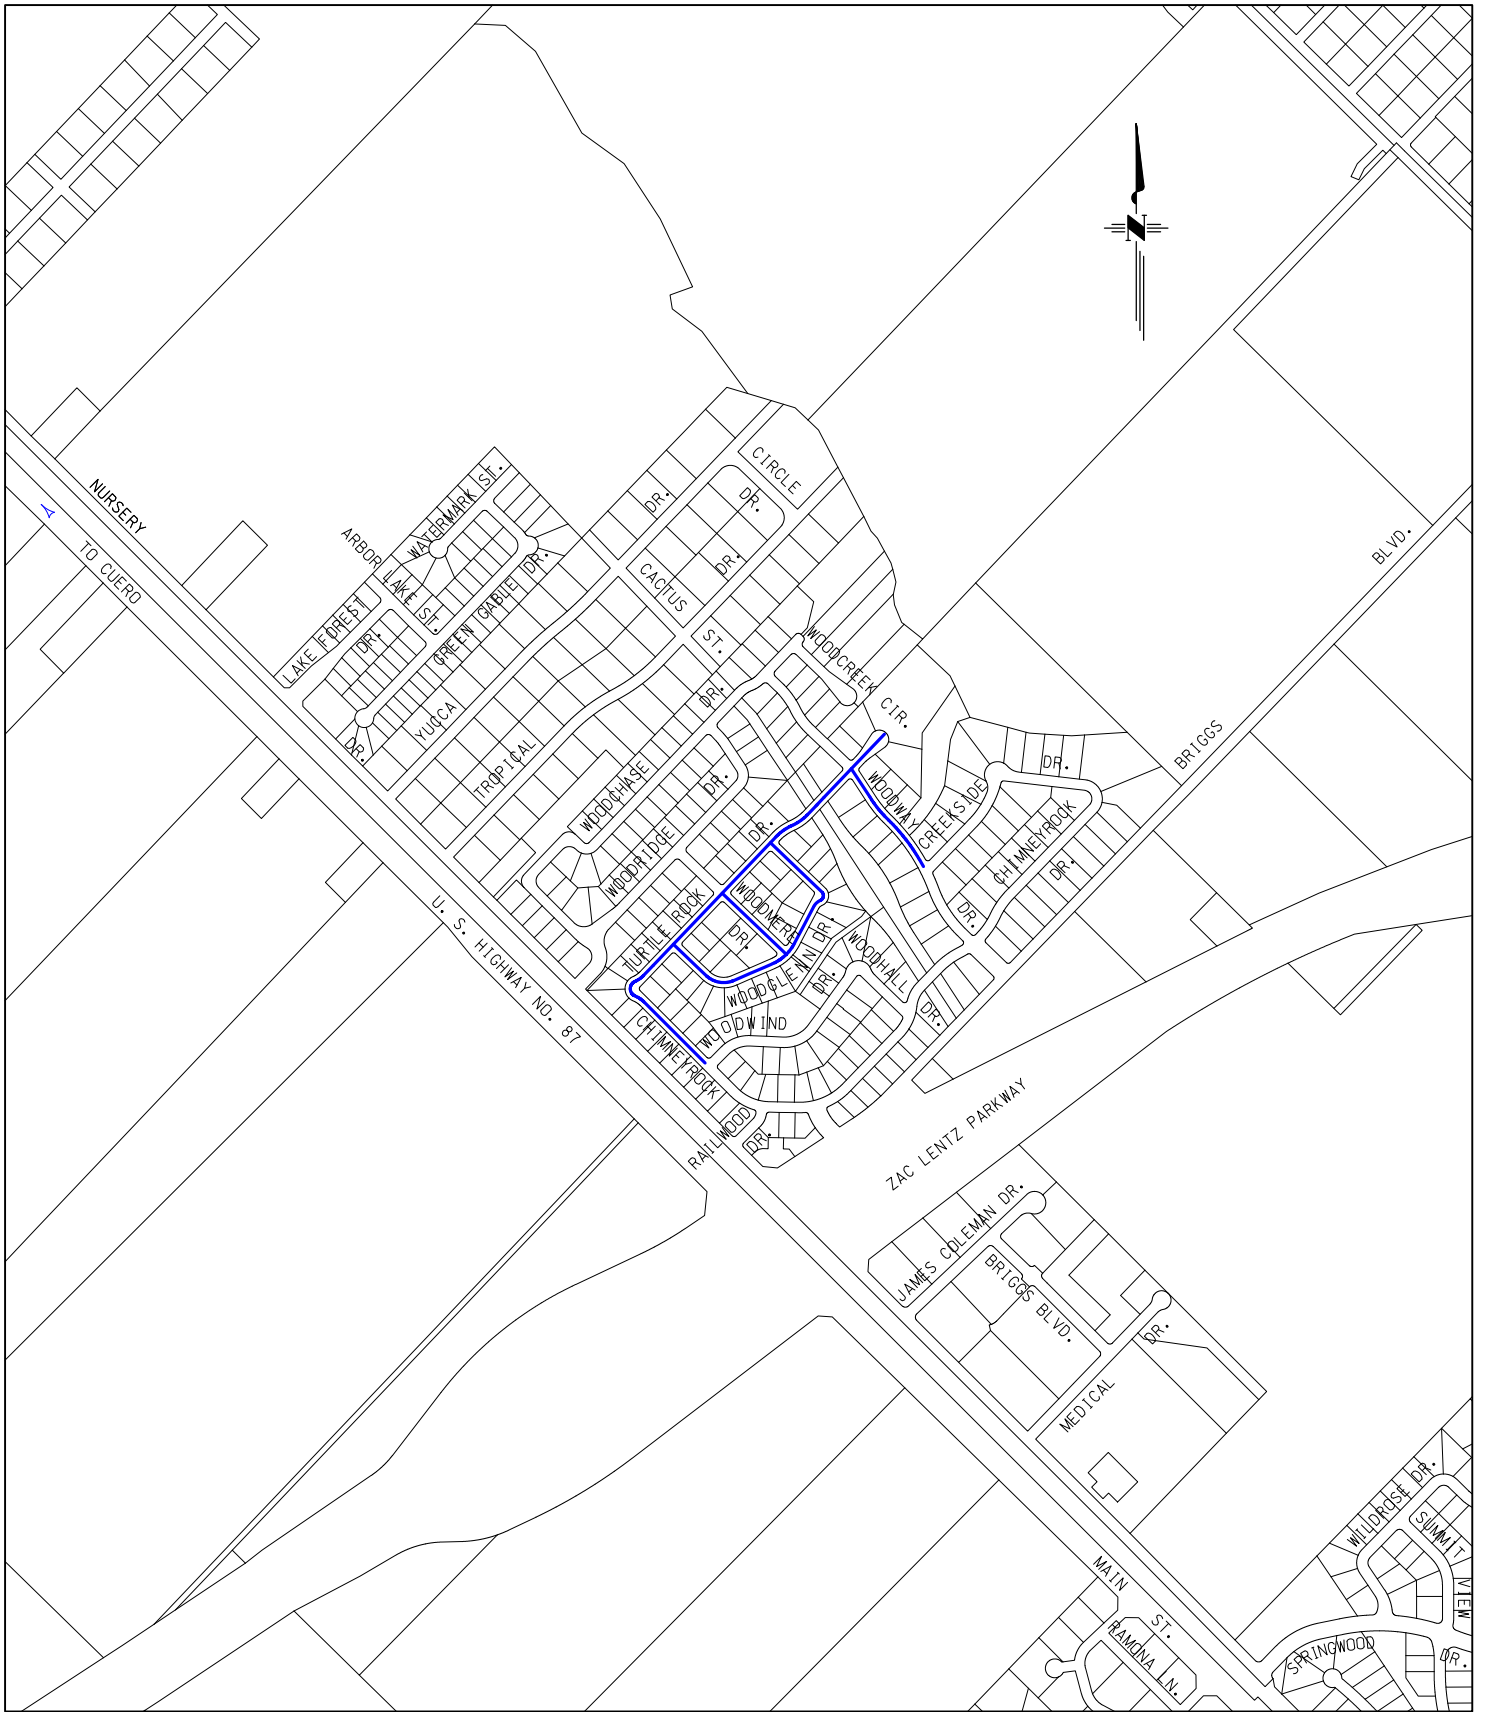 N
CIRCLE
DR.
DR.
NURSERY
WATERMARK ST.
ARBOR LAKE ST.
TO CUERO
BLVD.
DR.
DR.
CACTUS ST.
GREEN GABLE DR.
LAKE FOREST DR.
WOODCREEK CIR.
YUCCA
DR.
DR.
BRIGGS
TROPICAL
DR.
WOODCHASE
DR.
WOODWAY
CREEKSIDE
CHIMNEYROCK
DR.
DR.
WOODRIDGE
DR.
TURTLE ROCK
WOODMERE DR.
DR.
U. S. HIGHWAY NO. 87
WOODGLENN DR.
WOODHALL DR.
WOODWIND
CHIMNEYROCK
RAILWOOD
DR.
ZAC LENTZ PARKWAY
JAMES COLEMAN DR.
BRIGGS BLVD.
MEDICAL DR.
WILDROSE DR.
SUMMIT VIEW
MAIN ST.
RAMONA LN.
SPRINGWOOD DR.